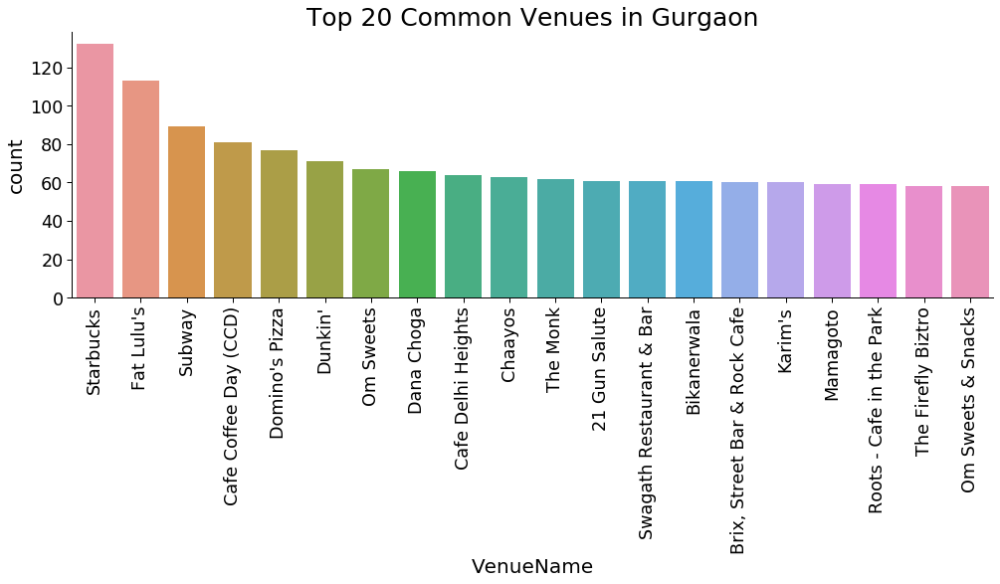 Top 20 Common Venues in Gurgaon
count
120
100
80
60
40
20
0
Starbucks
Fat Lulu's
Subway
Cafe Coffee Day (CCD)
Domino's Pizza
Dunkin'
Om Sweets
Dana Choga
Cafe Delhi Heights
Chaayos
The Monk
21 Gun Salute
Swagath Restaurant & Bar
Bikanerwala
Brix, Street Bar & Rock Cafe
Karim's
Mamagoto
Roots - Cafe in the Park
The Firefly Biztro
Om Sweets & Snacks
VenueName